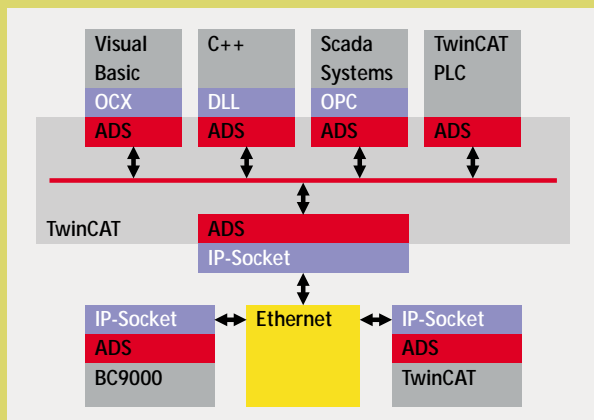 Visual
Basic
OCX
ADS
C++
DLL
ADS
Scada
Systems
OPC
ADS
TwinCAT
PLC
ADS
TwinCAT
ADS
IP-Socket
IP-Socket
ADS
BC9000
Ethernet
IP-Socket
ADS
TwinCAT